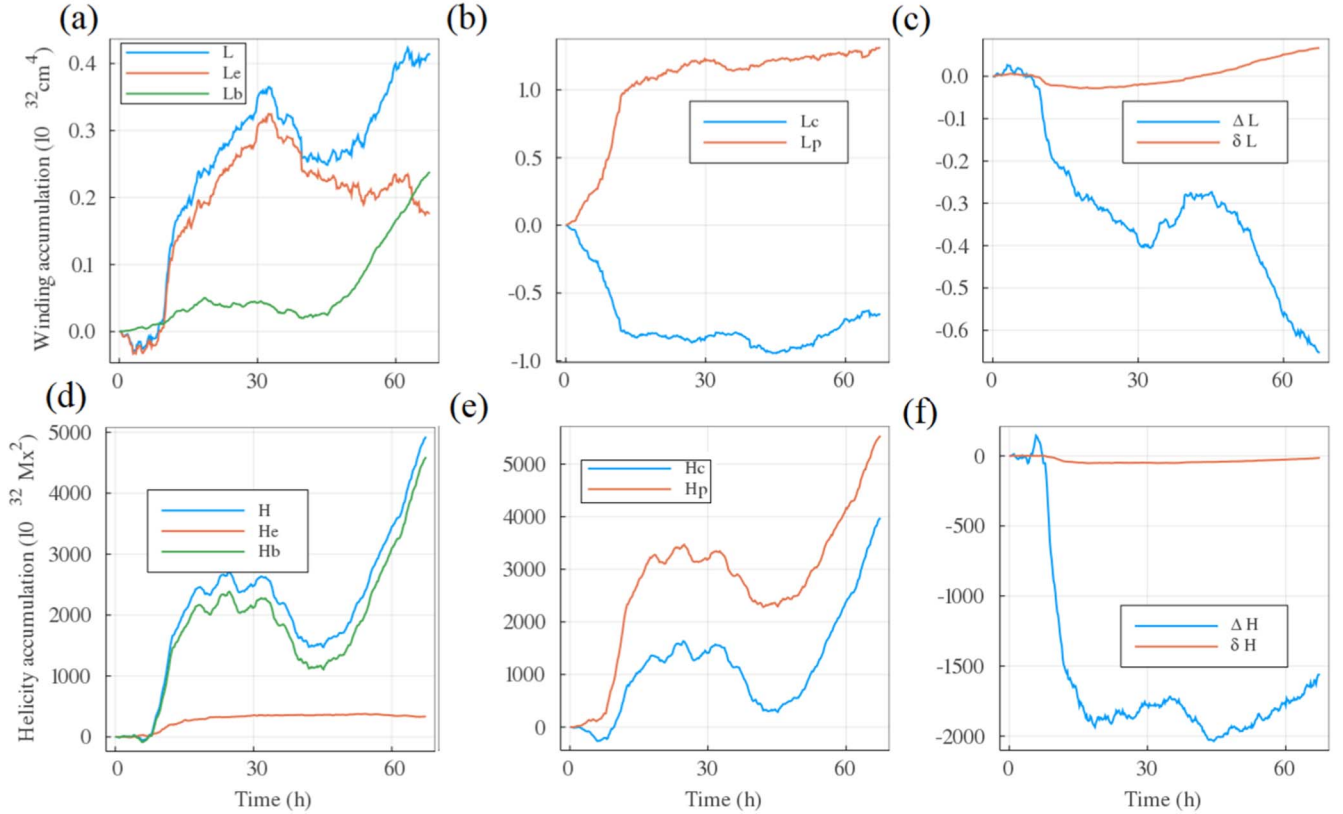 (a)
Winding accumulation (10 32cm4)
0.4
0.3
0.2
0.1
0.0
L
Le
Lb
0 30 60
(b)
1.0
0.5
0.0
-0.5
-1.0
Lc
Lp
0 30 60
(c)
0.0
-0.1
-0.2
-0.3
-0.4
-0.5
-0.6
Δ L
δ L
0 30 60
(d)
Helicity accumulation (10 32 Mx2)
5000
4000
3000
2000
1000
0
H
He
Hb
0 30 60
Time (h)
(e)
5000
4000
3000
2000
1000
0
Hc
Hp
0 30 60
Time (h)
(f)
0
-500
-1000
-1500
-2000
Δ H
δ H
0 30 60
Time (h)